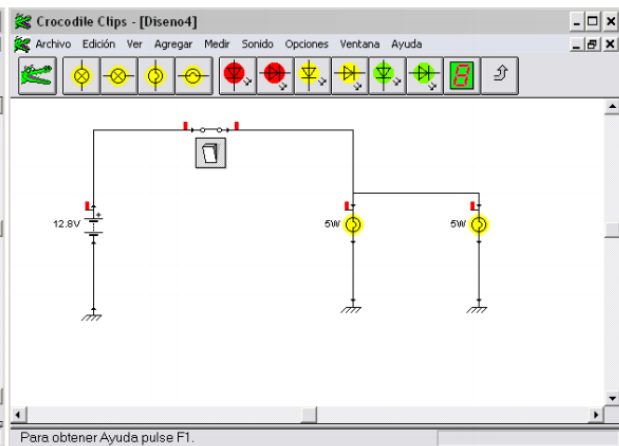 Crocodile Clips - [Diseno4]
Archivo Edición Ver Agregar Medir Sonido Opciones Ventana Ayuda
12.8V
5W
5W
Para obtener Ayuda pulse F1.